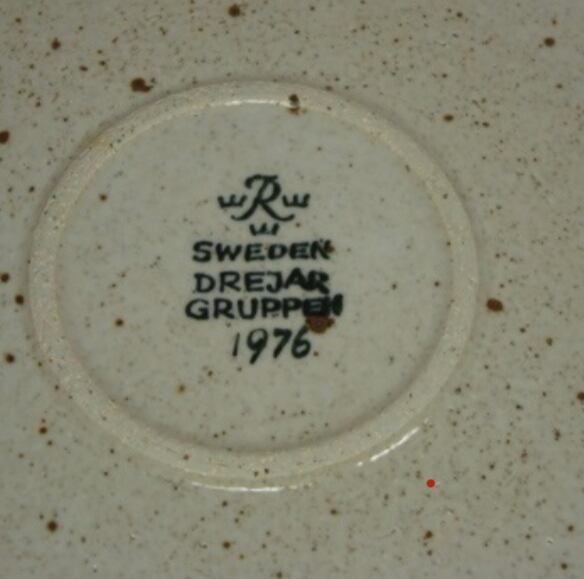 R
SWEDEN
DREJAR
GRUPPEN
1976